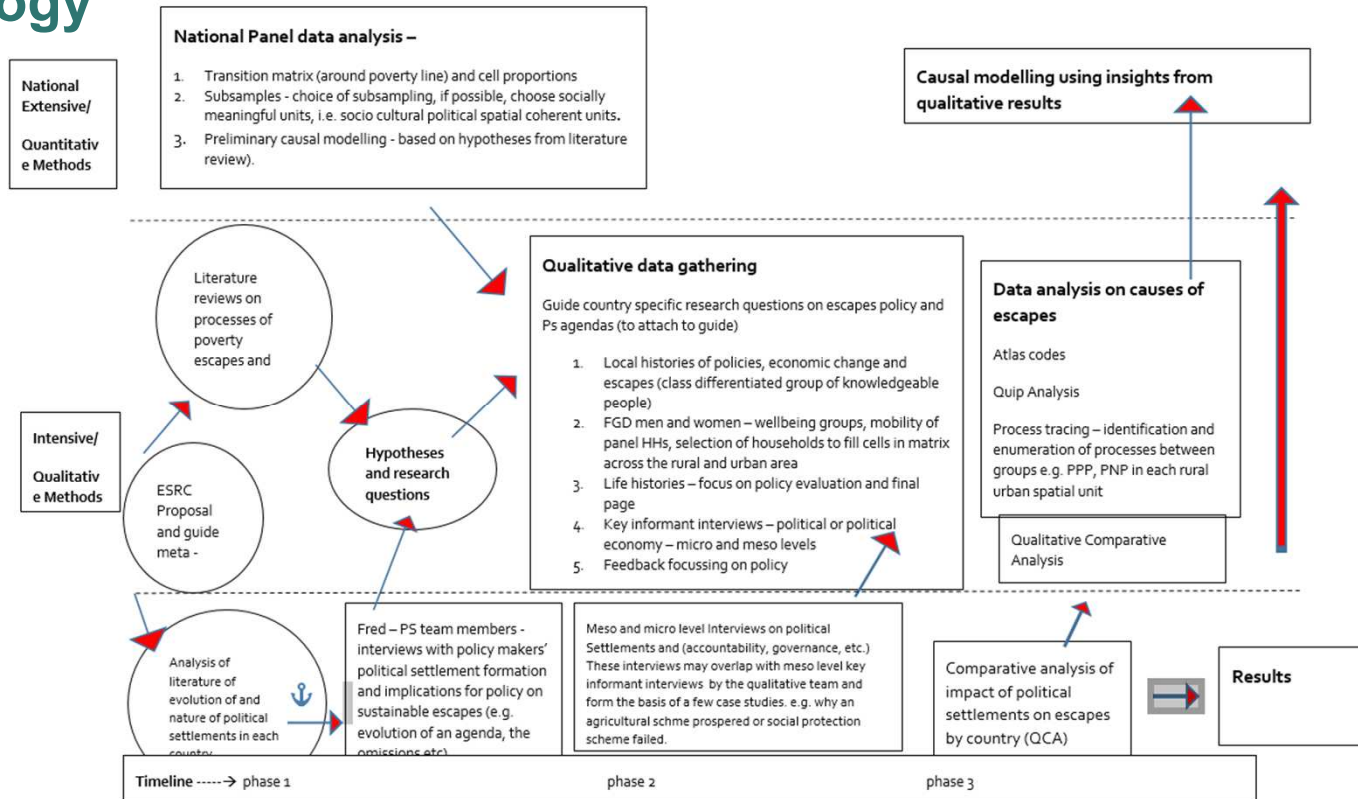 ogy
National Panel data analysis –
1. Transition matrix (around poverty line) and cell proportions
2. Subsamples - choice of subsampling, if possible, choose socially
meaningful units, i.e. socio cultural political spatial coherent units.
3. Preliminary causal modelling - based on hypotheses from literature
review).
National
Extensive/
Quantitativ
e Methods
Causal modelling using insights from
qualitative results
Literature
reviews on
processes of
poverty
escapes and
Intensive/
Qualitativ
e Methods
ESRC
Proposal
and guide
meta -
Hypotheses
and research
questions
Qualitative data gathering
Guide country specific research questions on escapes policy and
Ps agendas (to attach to guide)
1. Local histories of policies, economic change and
escapes (class differentiated group of knowledgeable
people)
2. FGD men and women – wellbeing groups, mobility of
panel HHs, selection of households to fill cells in matrix
across the rural and urban area
3. Life histories – focus on policy evaluation and final
page
4. Key informant interviews – political or political
economy – micro and meso levels
5. Feedback focussing on policy
Data analysis on causes of
escapes
Atlas codes
Quip Analysis
Process tracing – identification and
enumeration of processes between
groups e.g. PPP, PNP in each rural
urban spatial unit
Qualitative Comparative
Analysis
Analysis of
literature of
evolution of and
nature of political
settlements in each
country
Fred – PS team members -
interviews with policy makers'
political settlement formation
and implications for policy on
sustainable escapes (e.g.
evolution of an agenda, the
omissions etc)
Meso and micro level Interviews on political
Settlements and (accountability, governance, etc.)
These interviews may overlap with meso level key
informant interviews by the qualitative team and
form the basis of a few case studies. e.g. why an
agricultural schme prospered or social protection
scheme failed.
Comparative analysis of
impact of political
settlements on escapes
by country (QCA)
Results
Timeline -----→ phase 1 phase 2 phase 3